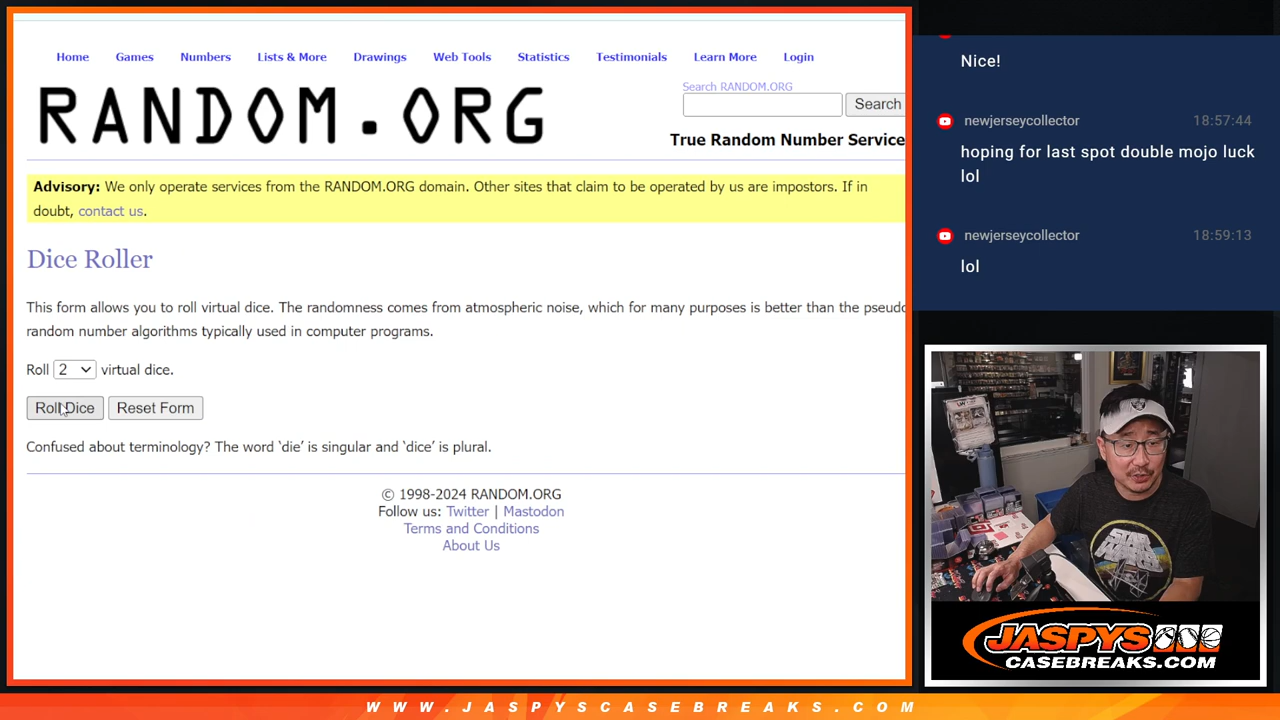 Home Games Numbers Lists & More Drawings Web Tools Statistics Testimonials Learn More Login
RANDOM.ORG
Search RANDOM.ORG
Search
True Random Number Service
Advisory: We only operate services from the RANDOM.ORG domain. Other sites that claim to be operated by us are impostors. If in
doubt, contact us.
Dice Roller
This form allows you to roll virtual dice. The randomness comes from atmospheric noise, which for many purposes is better than the pseudo
random number algorithms typically used in computer programs.
Roll 2 virtual dice.
Roll Dice Reset Form
Confused about terminology? The word ‘die’ is singular and ‘dice’ is plural.
© 1998-2024 RANDOM.ORG
Follow us: Twitter | Mastodon
Terms and Conditions
About Us
Nice!
newjerseycollector 18:57:44
hoping for last spot double mojo luck
lol
newjerseycollector 18:59:13
lol
STAR
WARS
JASPYS
CASEBREAKS.COM
WWW.JASPYSCASEBREAKS.COM